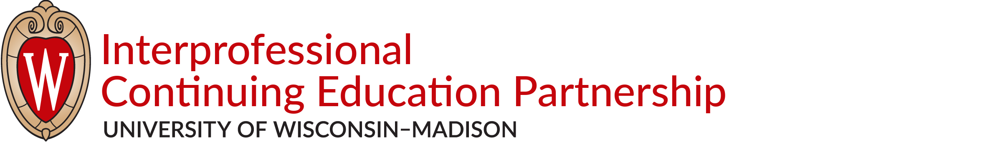 W
Interprofessional
Continuing Education Partnership
UNIVERSITY OF WISCONSIN–MADISON